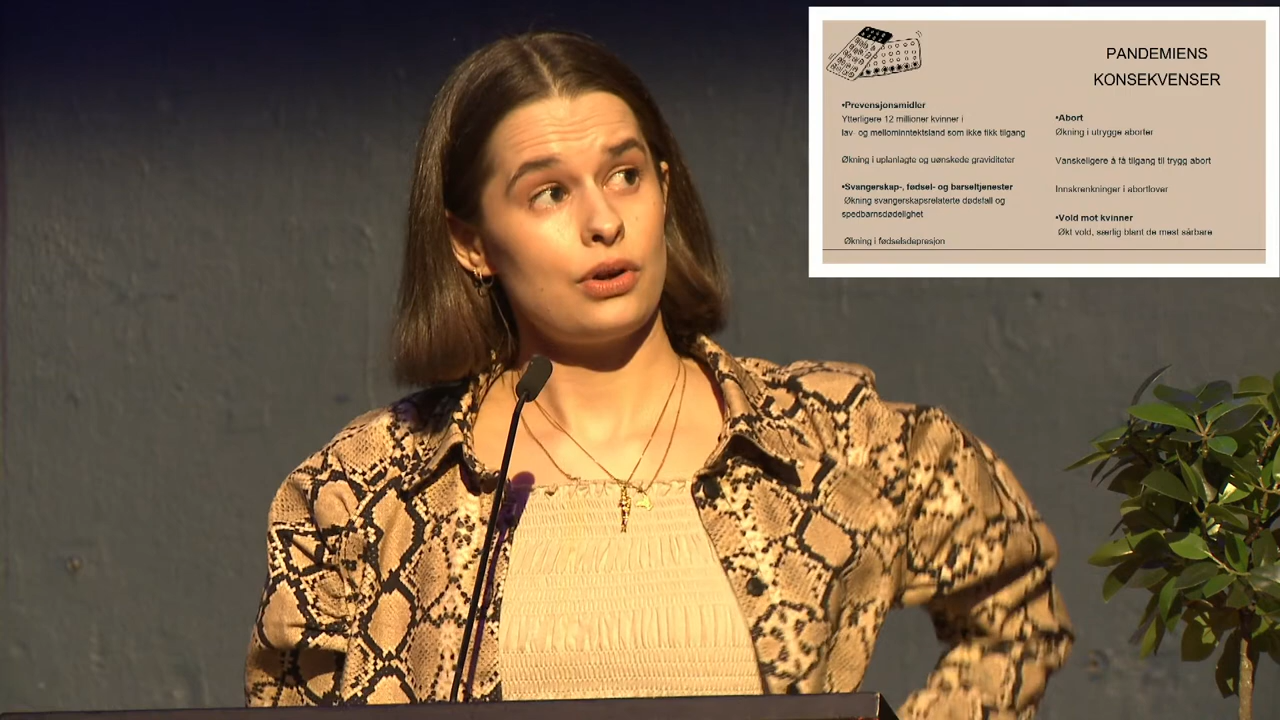 PANDEMIENS
KONSEKVENSER
•Prevensjonsmidler
Ytterligere 12 millioner kvinner i
lav- og mellominntektsland som ikke fikk tilgang
Økning i uplanlagte og uønskede graviditeter
•Svangerskap-, fødsel- og barseltjenester
Økning svangerskapsrelaterte dødsfall og
spedbarnsdødelighet
Økning i fødselsdepresjon
•Abort
Økning i utrygge aborter
Vanskeligere å få tilgang til trygg abort
Innskrenkninger i abortlover
•Vold mot kvinner
Økt vold, særlig blant de mest sårbare